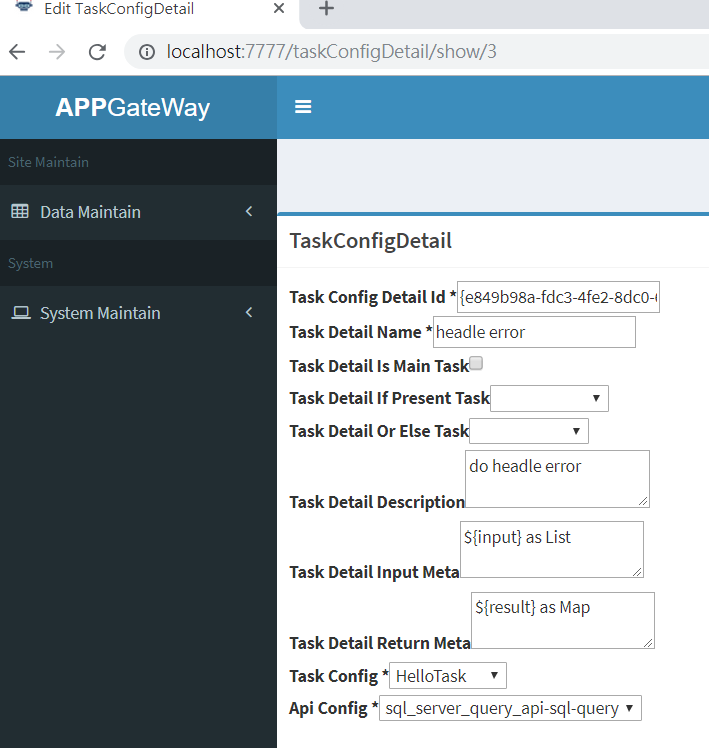 Edit TaskConfigDetail
localhost:7777/taskConfigDetail/show/3
APPGateWay
Site Maintain
Data Maintain
System
System Maintain
TaskConfigDetail
Task Config Detail Id * {e849b98a-fdc3-4fe2-8dc0-
Task Detail Name * headle error
Task Detail Is Main Task
Task Detail If Present Task
Task Detail Or Else Task
do headle error
Task Detail Description
${input} as List
Task Detail Input Meta
${result} as Map
Task Detail Return Meta
Task Config * HelloTask
Api Config * sql_server_query_api-sql-query